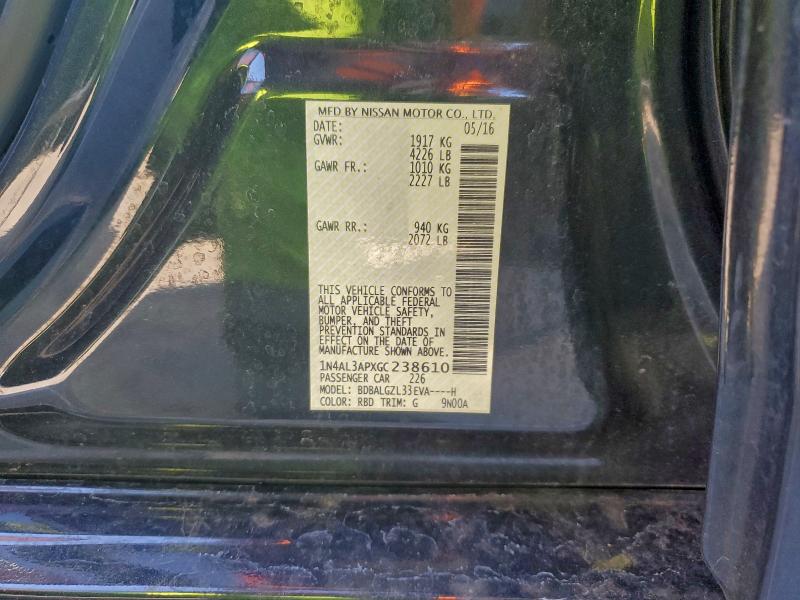 MFD BY NISSAN MOTOR CO., LTD.
DATE: 05/16
GVWR: 1917 KG
4226 LB
GAWR FR.: 1010 KG
2227 LB
GAWR RR.: 940 KG
2072 LB
THIS VEHICLE CONFORMS TO
ALL APPLICABLE FEDERAL
MOTOR VEHICLE SAFETY,
BUMPER, AND THEFT
PREVENTION STANDARDS IN
EFFECT ON THE DATE OF
MANUFACTURE SHOWN ABOVE.
1N4AL3APXGC238610
PASSENGER CAR 226
MODEL: BDBALGZL33EVA----H
COLOR: RBD TRIM: G 9N00A